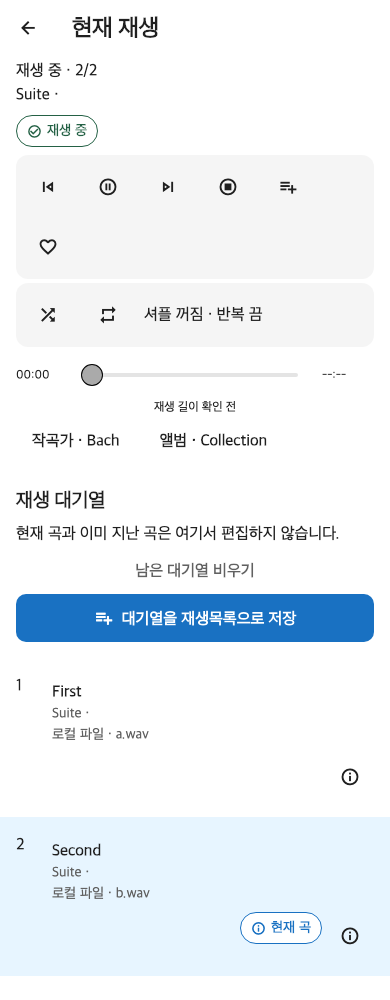 현재 재생
재생 중 · 2/2
Suite ·
재생 중
셔플 꺼짐 · 반복 끔
00:00
--:--
재생 길이 확인 전
작곡가 · Bach
앨범 · Collection
재생 대기열
현재 곡과 이미 지난 곡은 여기서 편집하지 않습니다.
남은 대기열 비우기
대기열을 재생목록으로 저장
1
First
Suite ·
로컬 파일 · a.wav
2
Second
Suite ·
로컬 파일 · b.wav
현재 곡